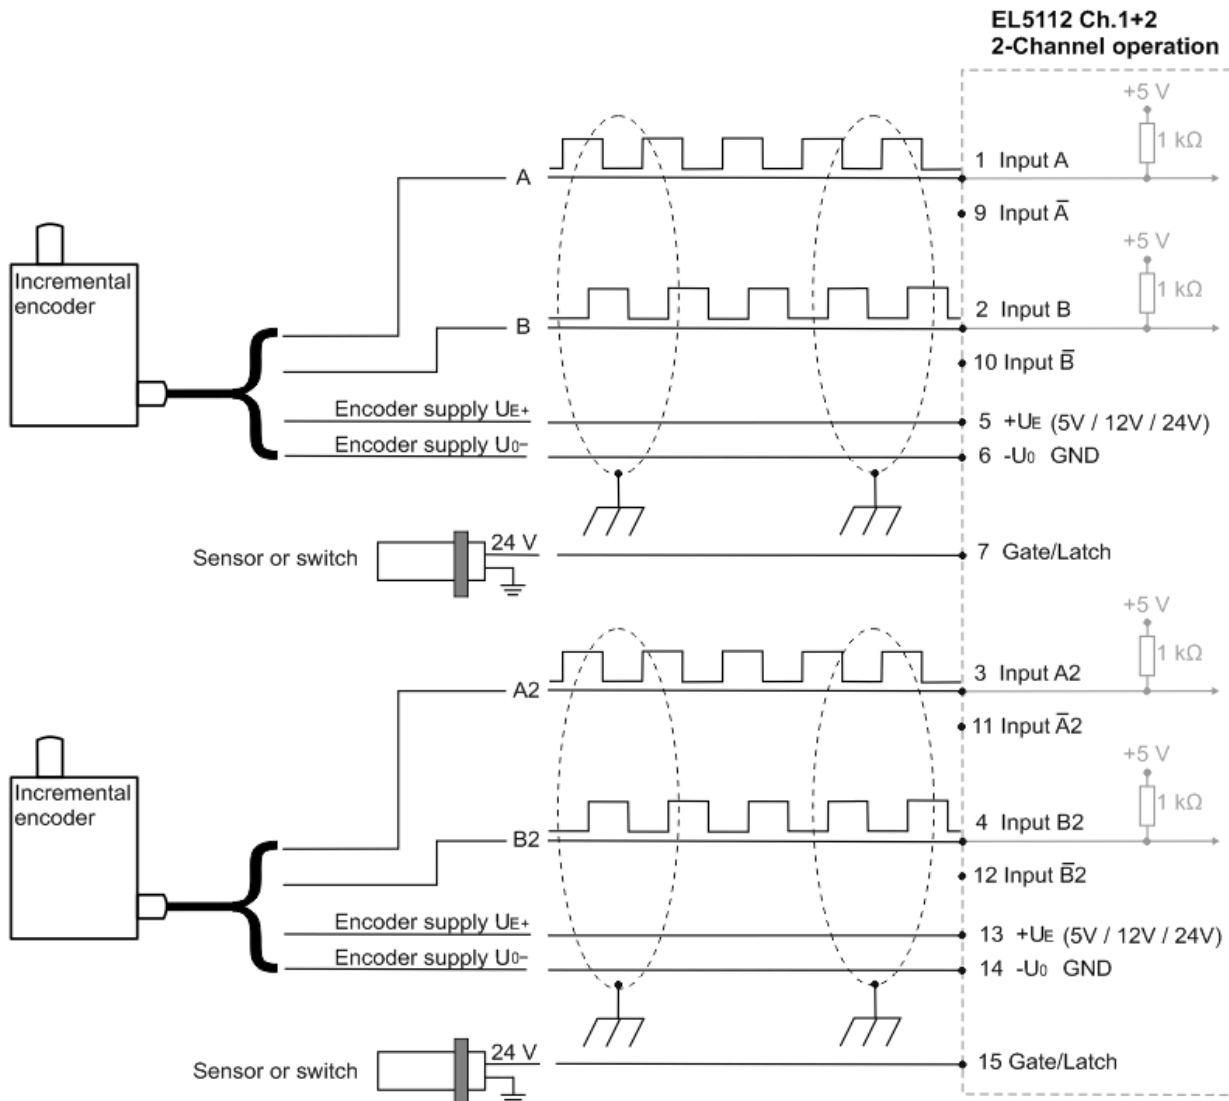 EL5112 Ch.1+2
2-Channel operation
+5 V
1 kΩ
A
1 Input A
9 Input A̅
+5 V
1 kΩ
Incremental
encoder
B
2 Input B
10 Input B̅
Encoder supply UE+
5 +UE (5V / 12V / 24V)
Encoder supply U0−
6 -U0 GND
Sensor or switch
24 V
7 Gate/Latch
+5 V
1 kΩ
A2
3 Input A2
11 Input A̅2
+5 V
1 kΩ
Incremental
encoder
B2
4 Input B2
12 Input B̅2
Encoder supply UE+
13 +UE (5V / 12V / 24V)
Encoder supply U0−
14 -U0 GND
Sensor or switch
24 V
15 Gate/Latch